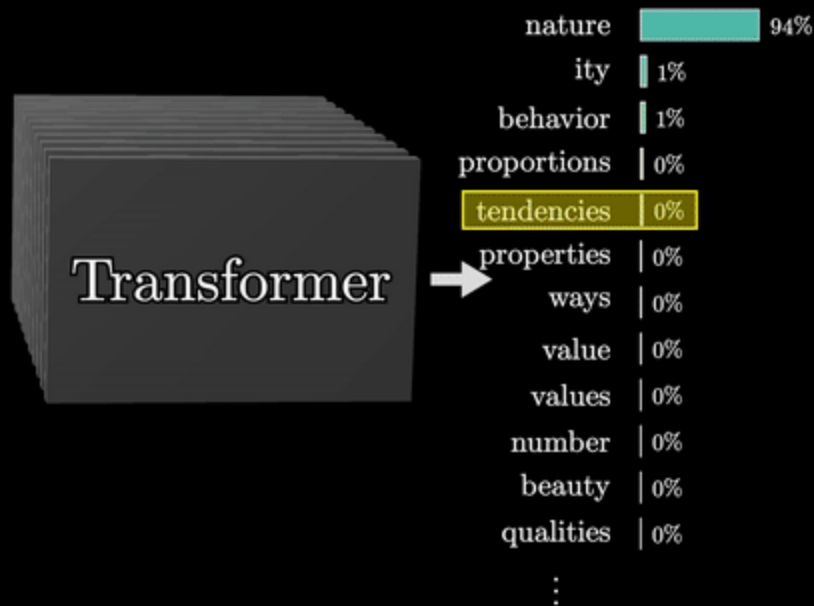 nature 94%
ity 1%
behavior 1%
proportions 0%
tendencies 0%
properties 0%
Transformer
ways 0%
value 0%
values 0%
number 0%
beauty 0%
qualities 0%
⋮